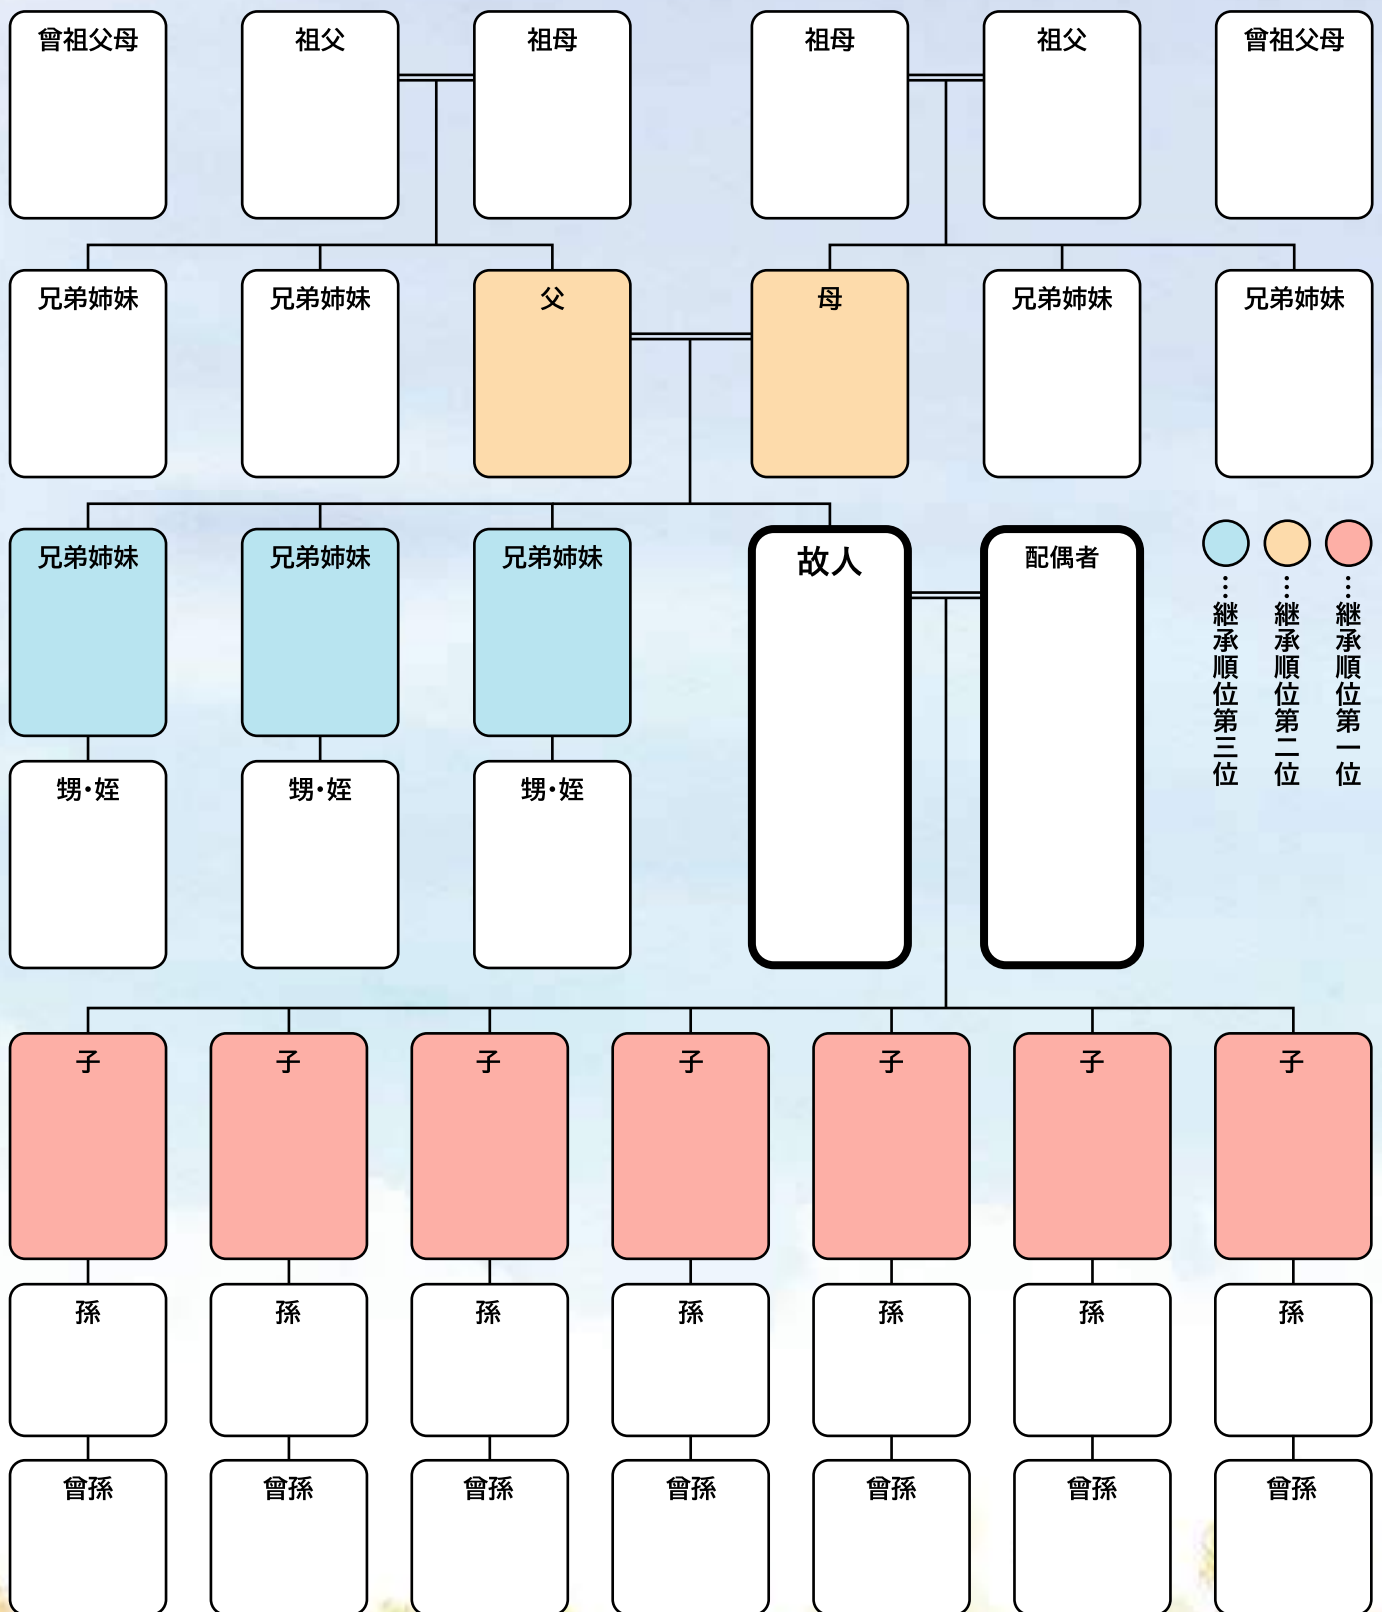 曾祖父母
祖父
祖母
祖母
祖父
曾祖父母
兄弟姉妹
兄弟姉妹
父
母
兄弟姉妹
兄弟姉妹
兄弟姉妹
兄弟姉妹
兄弟姉妹
故人
配偶者
…継承順位第一位
…継承順位第二位
…継承順位第三位
甥・姪
甥・姪
甥・姪
子
子
子
子
子
子
子
孫
孫
孫
孫
孫
孫
孫
曾孫
曾孫
曾孫
曾孫
曾孫
曾孫
曾孫